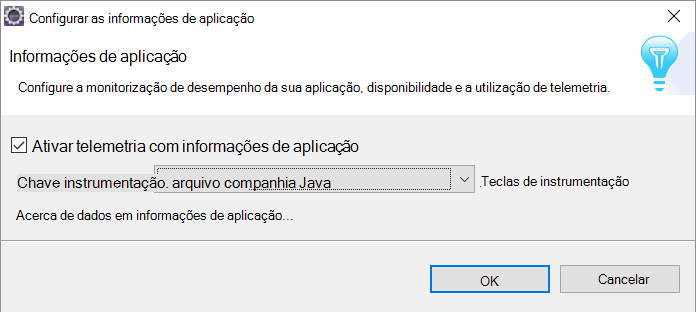 Configurar as informações de aplicação
Informações de aplicação
Configure a monitorização de desempenho da sua aplicação, disponibilidade e a utilização de telemetria.
Ativar telemetria com informações de aplicação
Chave instrumentação. arquivo companhia Java .Teclas de instrumentação
Acerca de dados em informações de aplicação...
OK Cancelar